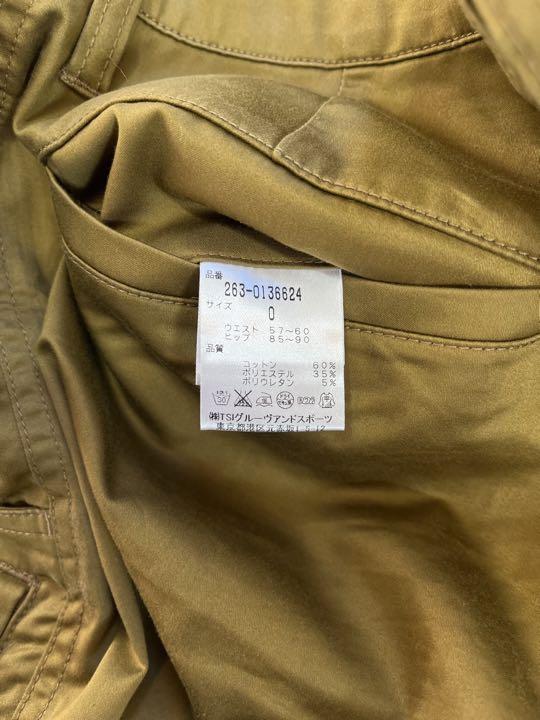 品番
263-0136624
サイズ
0
ウエスト 57〜60
ヒップ 85〜90
品質
コットン 60%
ポリエステル 35%
ポリウレタン 5%
㈱TSIグルーヴアンドスポーツ
東京都港区元赤坂1-5-12